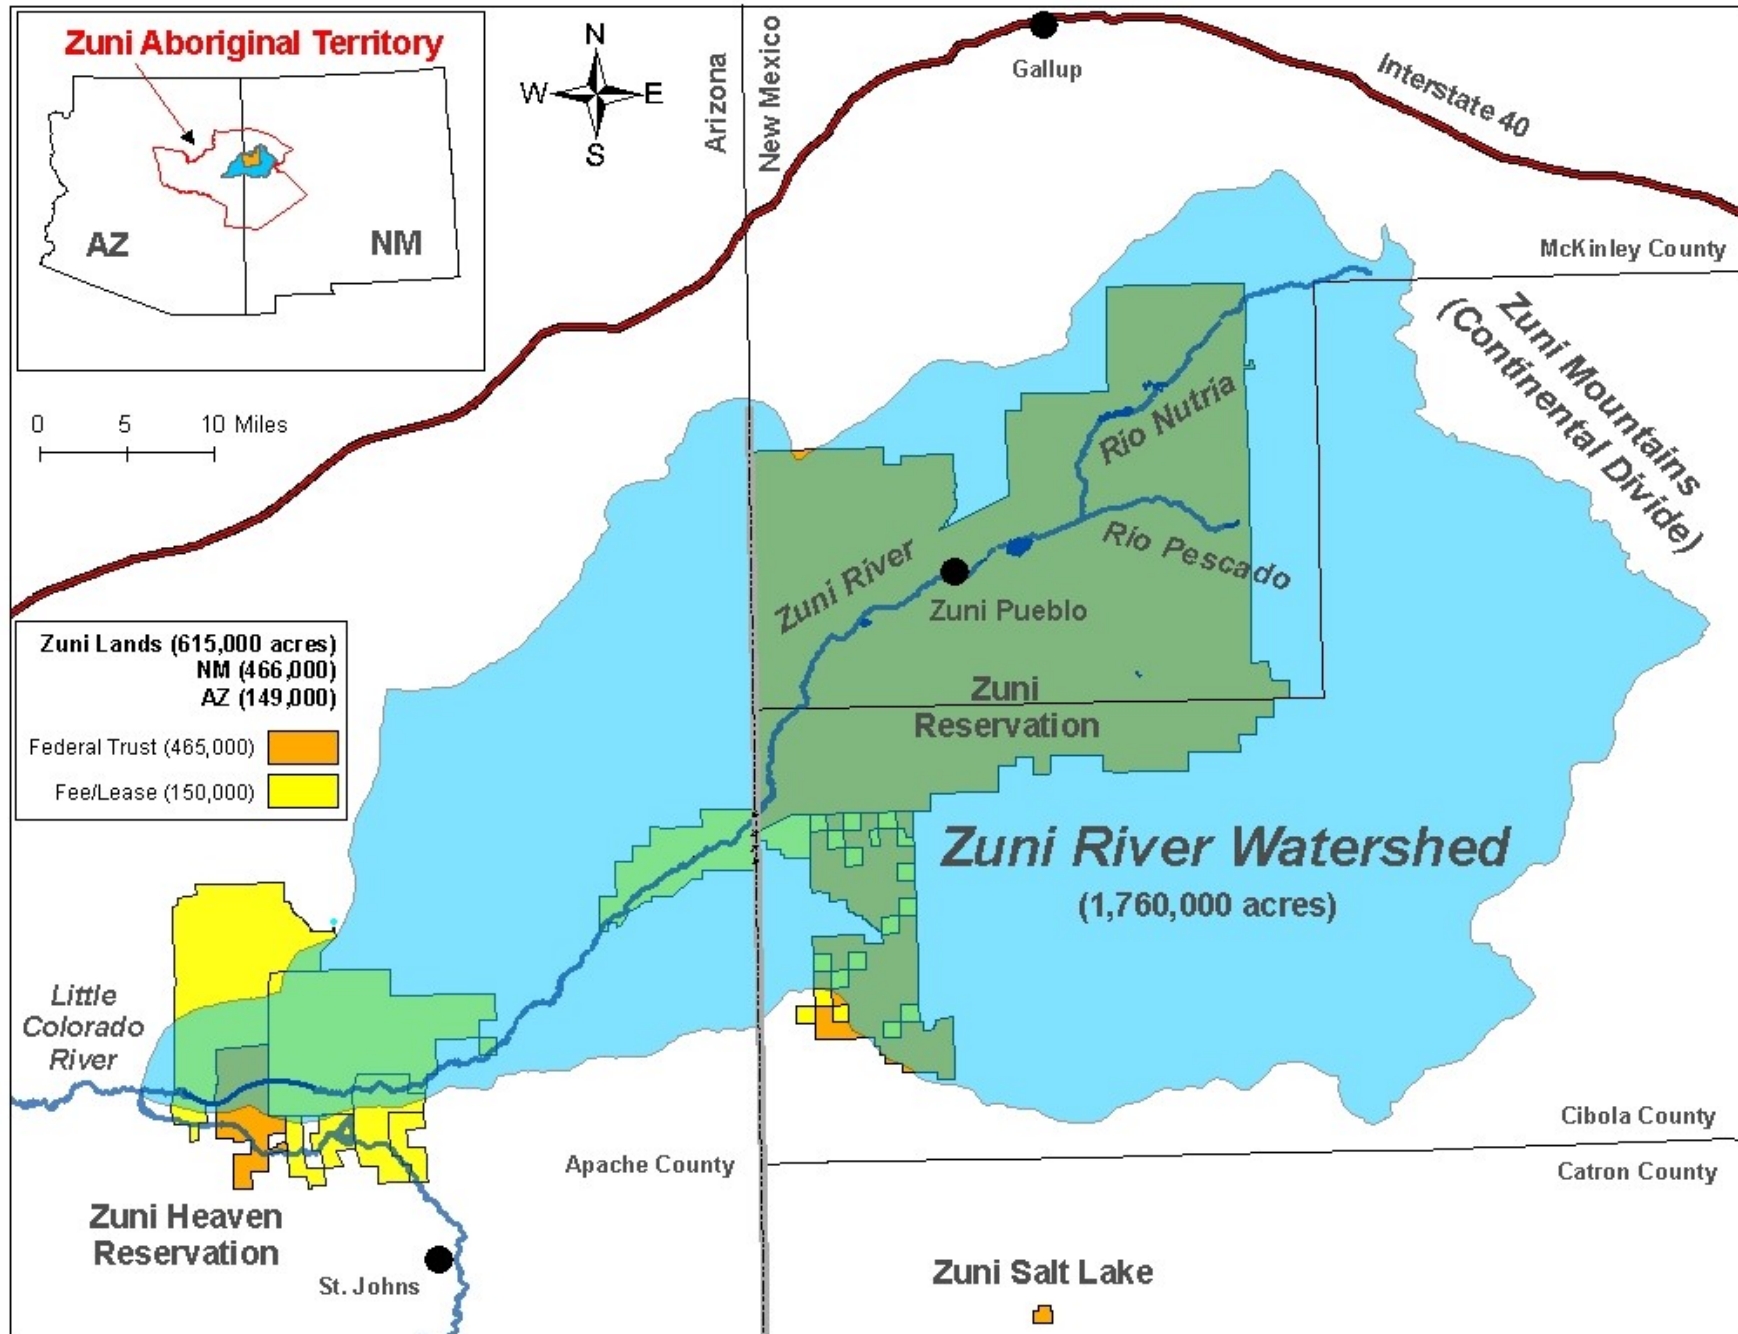 Zuni Aboriginal Territory
AZ
NM
N
W
E
S
Arizona
New Mexico
Gallup
Interstate 40
McKinley County
Zuni Mountains
(Continental Divide)
0 5 10 Miles
Rio Nutria
Rio Pescado
Zuni River
Zuni Pueblo
Zuni Lands (615,000 acres)
NM (466,000)
AZ (149,000)
Federal Trust (465,000)
Fee/Lease (150,000)
Zuni
Reservation
Zuni River Watershed
(1,760,000 acres)
Little
Colorado
River
Apache County
Cibola County
Catron County
Zuni Heaven
Reservation
St. Johns
Zuni Salt Lake